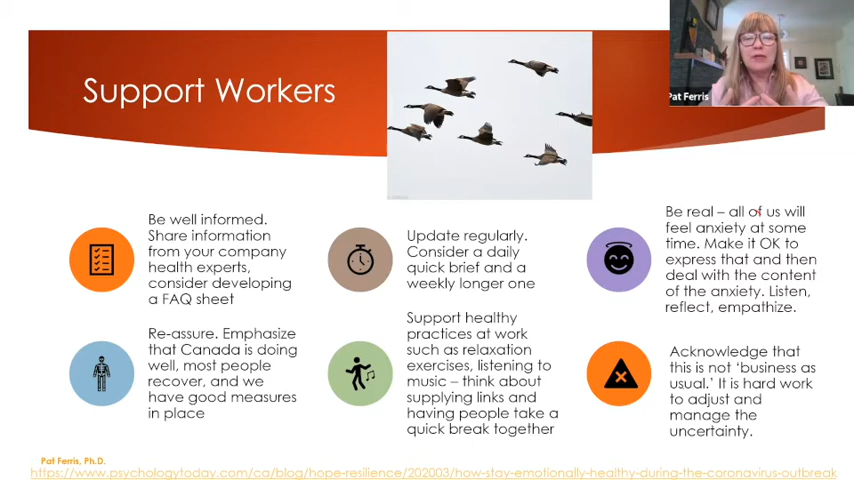 Support Workers
Pat Ferris
Be well informed.
Share information
from your company
health experts,
consider developing
a FAQ sheet
Update regularly.
Consider a daily
quick brief and a
weekly longer one
Be real – all of us will
feel anxiety at some
time. Make it OK to
express that and then
deal with the content
of the anxiety. Listen,
reflect, empathize.
Re-assure. Emphasize
that Canada is doing
well, most people
recover, and we
have good measures
in place
Support healthy
practices at work
such as relaxation
exercises, listening to
music – think about
supplying links and
having people take a
quick break together
Acknowledge that
this is not ‘business as
usual.’ It is hard work
to adjust and
manage the
uncertainty.
Pat Ferris, Ph.D.
https://www.psychologytoday.com/ca/blog/hope-resilience/202003/how-stay-emotionally-healthy-during-the-coronavirus-outbreak